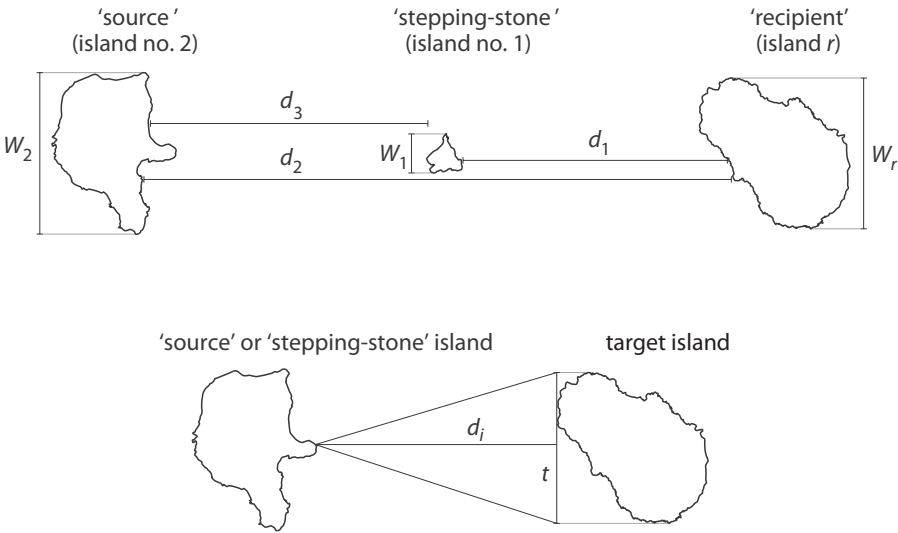 ‘source’
(island no. 2)
‘stepping-stone’
(island no. 1)
‘recipient’
(island r)
d3
W2
W1
d2
d1
Wr
‘source’ or ‘stepping-stone’ island
target island
di
t